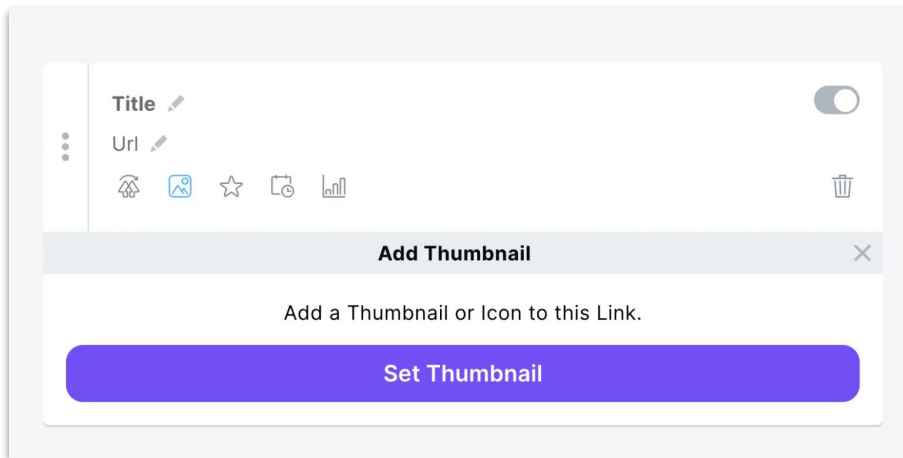 Title
Url
Add Thumbnail
Add a Thumbnail or Icon to this Link.
Set Thumbnail